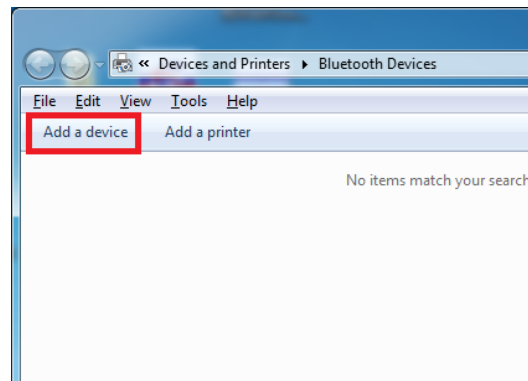 « Devices and Printers ▸ Bluetooth Devices
File Edit View Tools Help
Add a device Add a printer
No items match your search